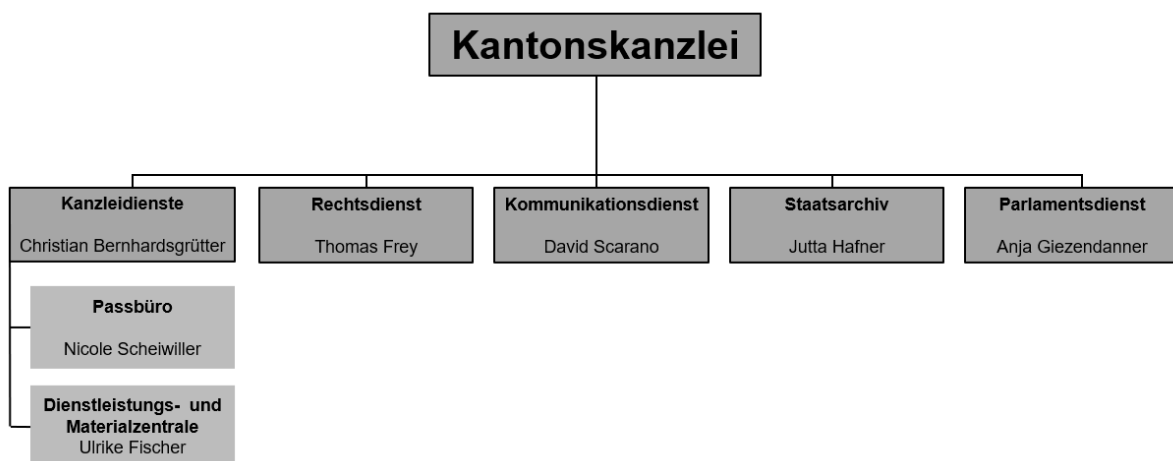 Kantonskanzlei
Kanzleidienste
Christian Bernhardsgrütter
Rechtsdienst
Thomas Frey
Kommunikationsdienst
David Scarano
Staatsarchiv
Jutta Hafner
Parlamentsdienst
Anja Giezendanner
Passbüro
Nicole Scheiwiller
Dienstleistungs- und
Materialzentrale
Ulrike Fischer